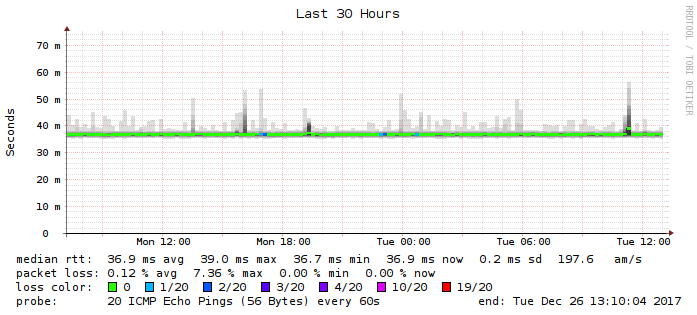 Last 30 Hours
RRDTOOL / TOBI OETIKER
Seconds
70 m
60 m
50 m
40 m
30 m
20 m
10 m
0
Mon 12:00 Mon 18:00 Tue 00:00 Tue 06:00 Tue 12:00
median rtt: 36.9 ms avg 39.0 ms max 36.7 ms min 36.9 ms now 0.2 ms sd 197.6 am/s
packet loss: 0.12 % avg 7.36 % max 0.00 % min 0.00 % now
loss color: 0 1/20 2/20 3/20 4/20 10/20 19/20
probe: 20 ICMP Echo Pings (56 Bytes) every 60s end: Tue Dec 26 13:10:04 2017